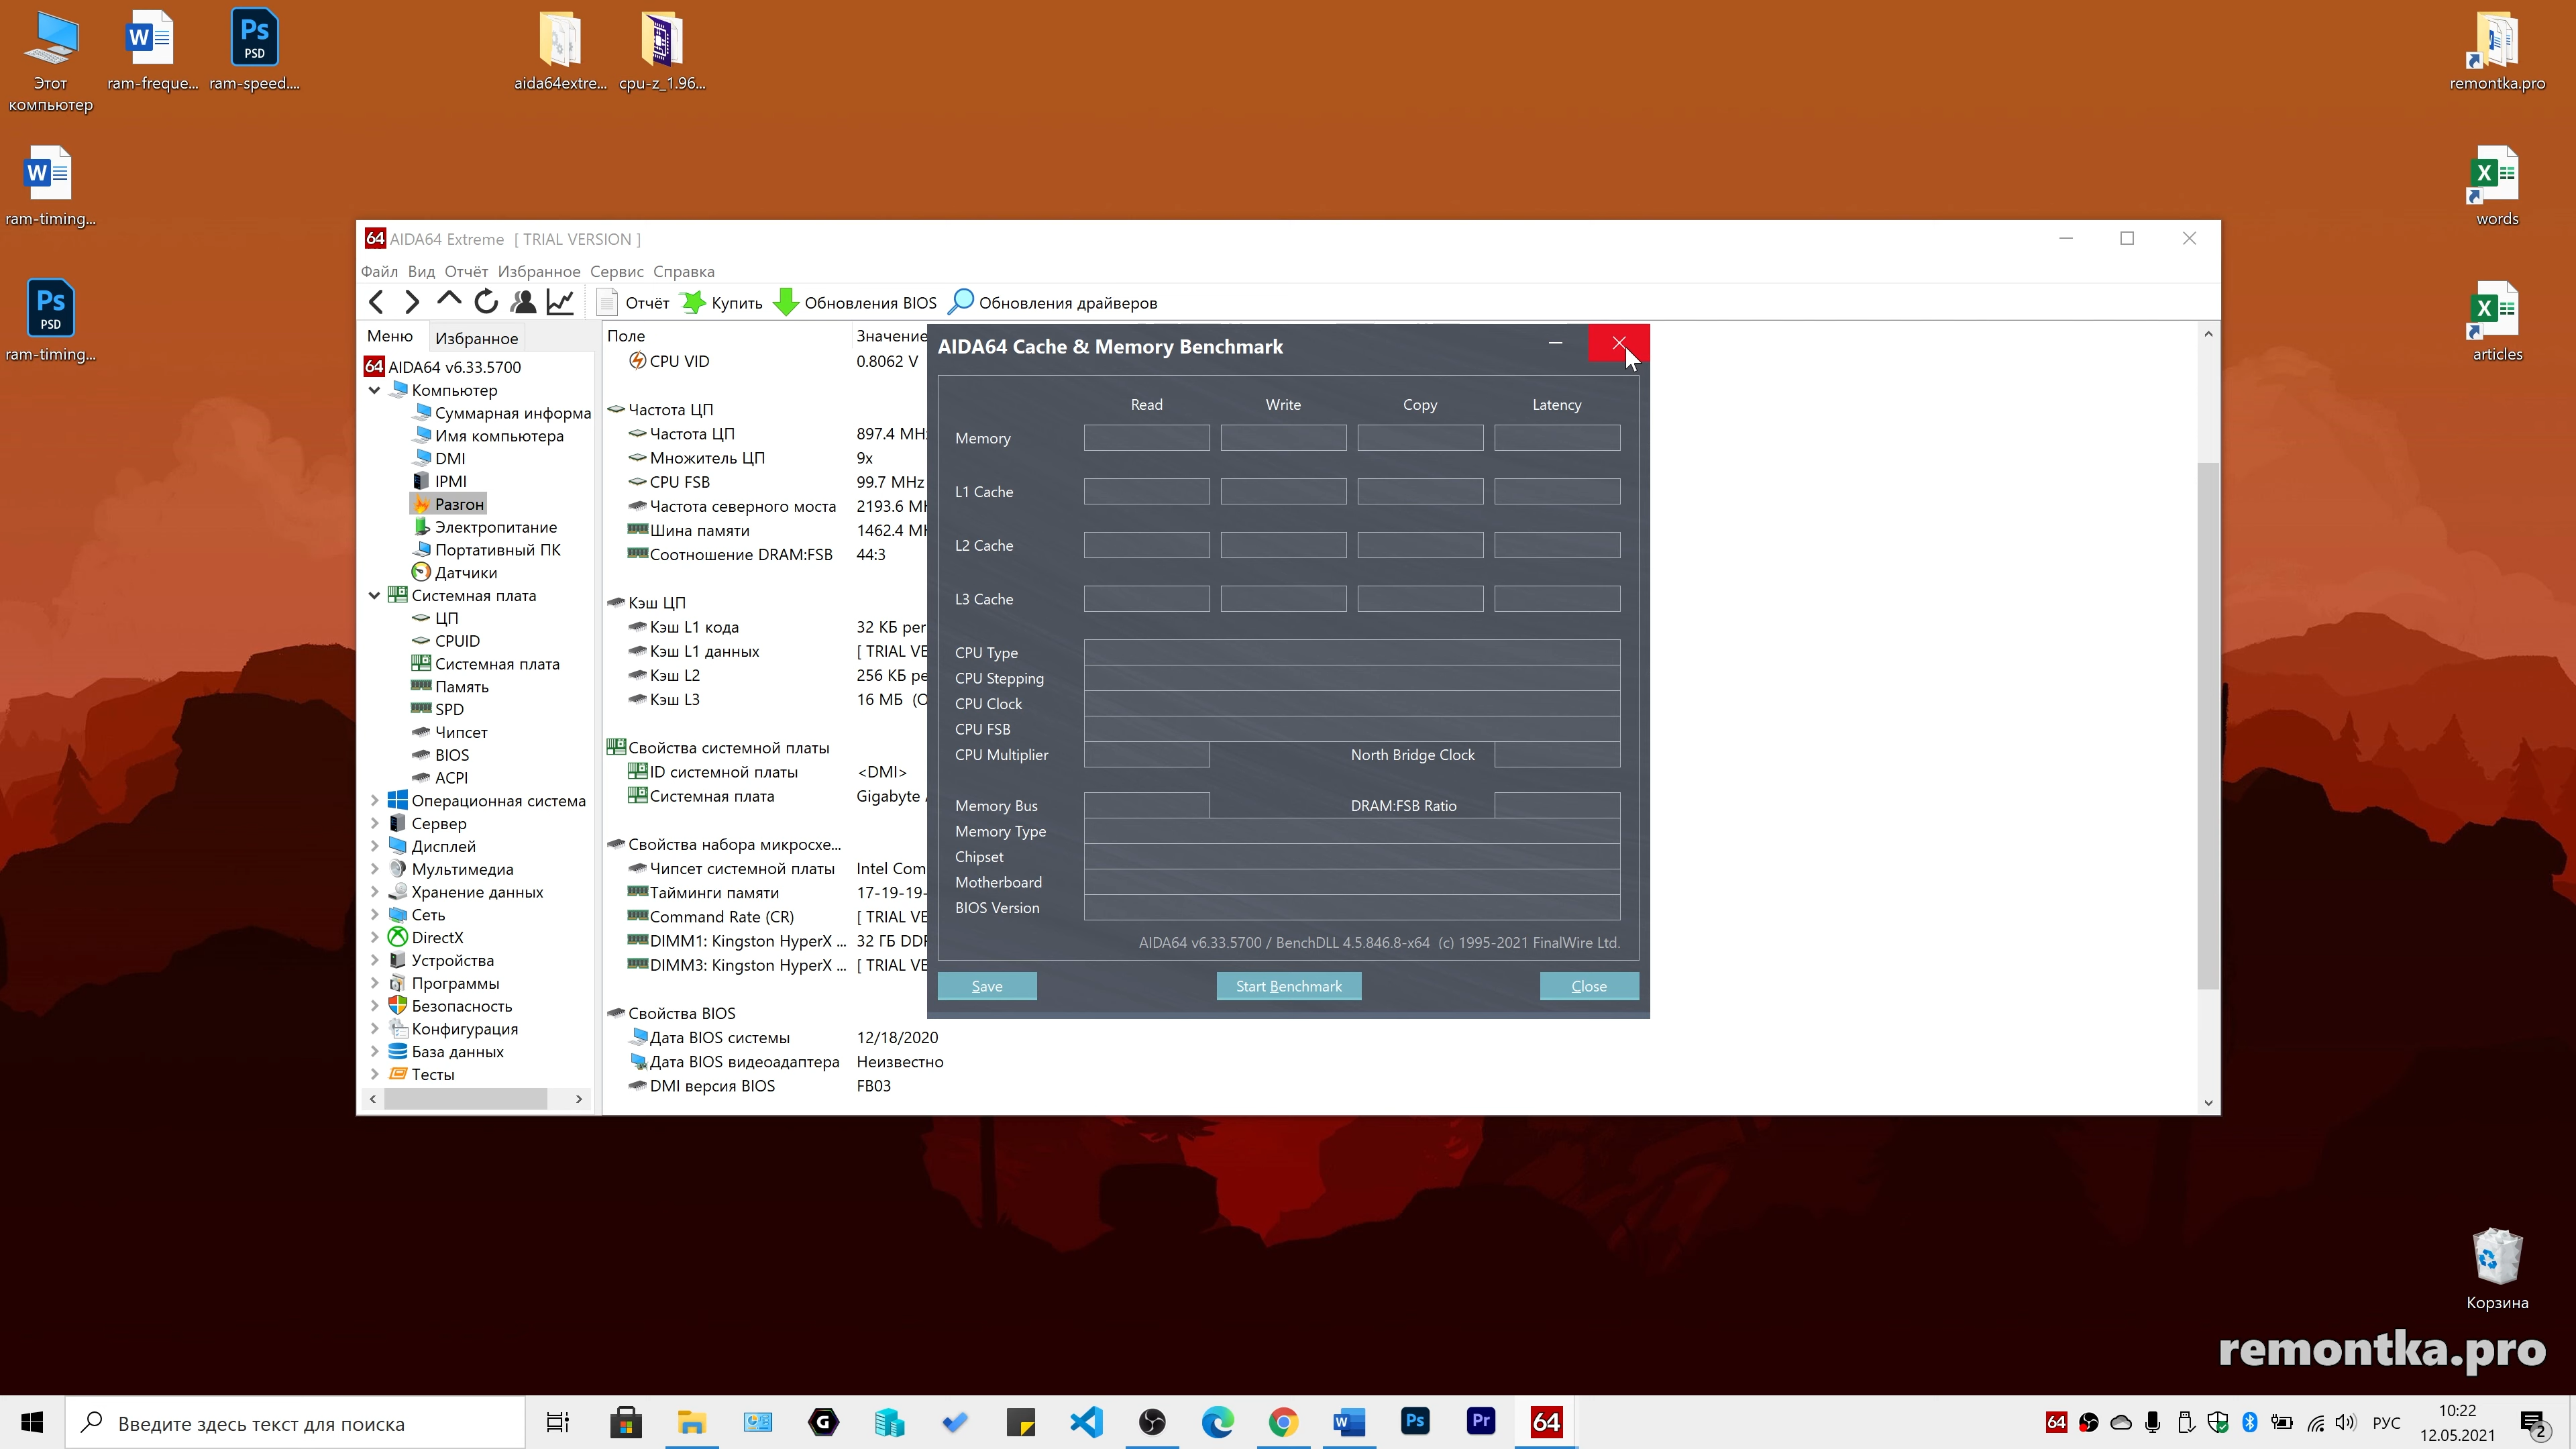 Этот
компьютер
ram-freque...
ram-speed....
aida64extre...
cpu-z_1.96...
remontka.pro
ram-timing...
words
ram-timing...
articles
64 AIDA64 Extreme [ TRIAL VERSION ]
Файл Вид Отчёт Избранное Сервис Справка
Отчёт Купить Обновления BIOS Обновления драйверов
Меню Избранное
64 AIDA64 v6.33.5700
Компьютер
Суммарная информа
Имя компьютера
DMI
IPMI
Разгон
Электропитание
Портативный ПК
Датчики
Системная плата
ЦП
CPUID
Системная плата
Память
SPD
Чипсет
BIOS
ACPI
Операционная система
Сервер
Дисплей
Мультимедиа
Хранение данных
Сеть
DirectX
Устройства
Программы
Безопасность
Конфигурация
База данных
Тесты
Поле Значение
CPU VID 0.8062 V
Частота ЦП
Частота ЦП 897.4 MHz
Множитель ЦП 9x
CPU FSB 99.7 MHz
Частота северного моста 2193.6 MH
Шина памяти 1462.4 MH
Соотношение DRAM:FSB 44:3
Кэш ЦП
Кэш L1 кода 32 КБ per
Кэш L1 данных [ TRIAL VE
Кэш L2 256 КБ pe
Кэш L3 16 МБ (O
Свойства системной платы
ID системной платы <DMI>
Системная плата Gigabyte
Свойства набора микросхе...
Чипсет системной платы Intel Com
Тайминги памяти 17-19-19-
Command Rate (CR) [ TRIAL VE
DIMM1: Kingston HyperX ... 32 ГБ DDF
DIMM3: Kingston HyperX ... [ TRIAL VE
Свойства BIOS
Дата BIOS системы 12/18/2020
Дата BIOS видеоадаптера Неизвестно
DMI версия BIOS FB03
AIDA64 Cache & Memory Benchmark
Read Write Copy Latency
Memory
L1 Cache
L2 Cache
L3 Cache
CPU Type
CPU Stepping
CPU Clock
CPU FSB
CPU Multiplier North Bridge Clock
Memory Bus DRAM:FSB Ratio
Memory Type
Chipset
Motherboard
BIOS Version
AIDA64 v6.33.5700 / BenchDLL 4.5.846.8-x64 (c) 1995-2021 FinalWire Ltd.
Save Start Benchmark Close
Корзина
remontka.pro
Введите здесь текст для поиска
РУС
10:22
12.05.2021
2